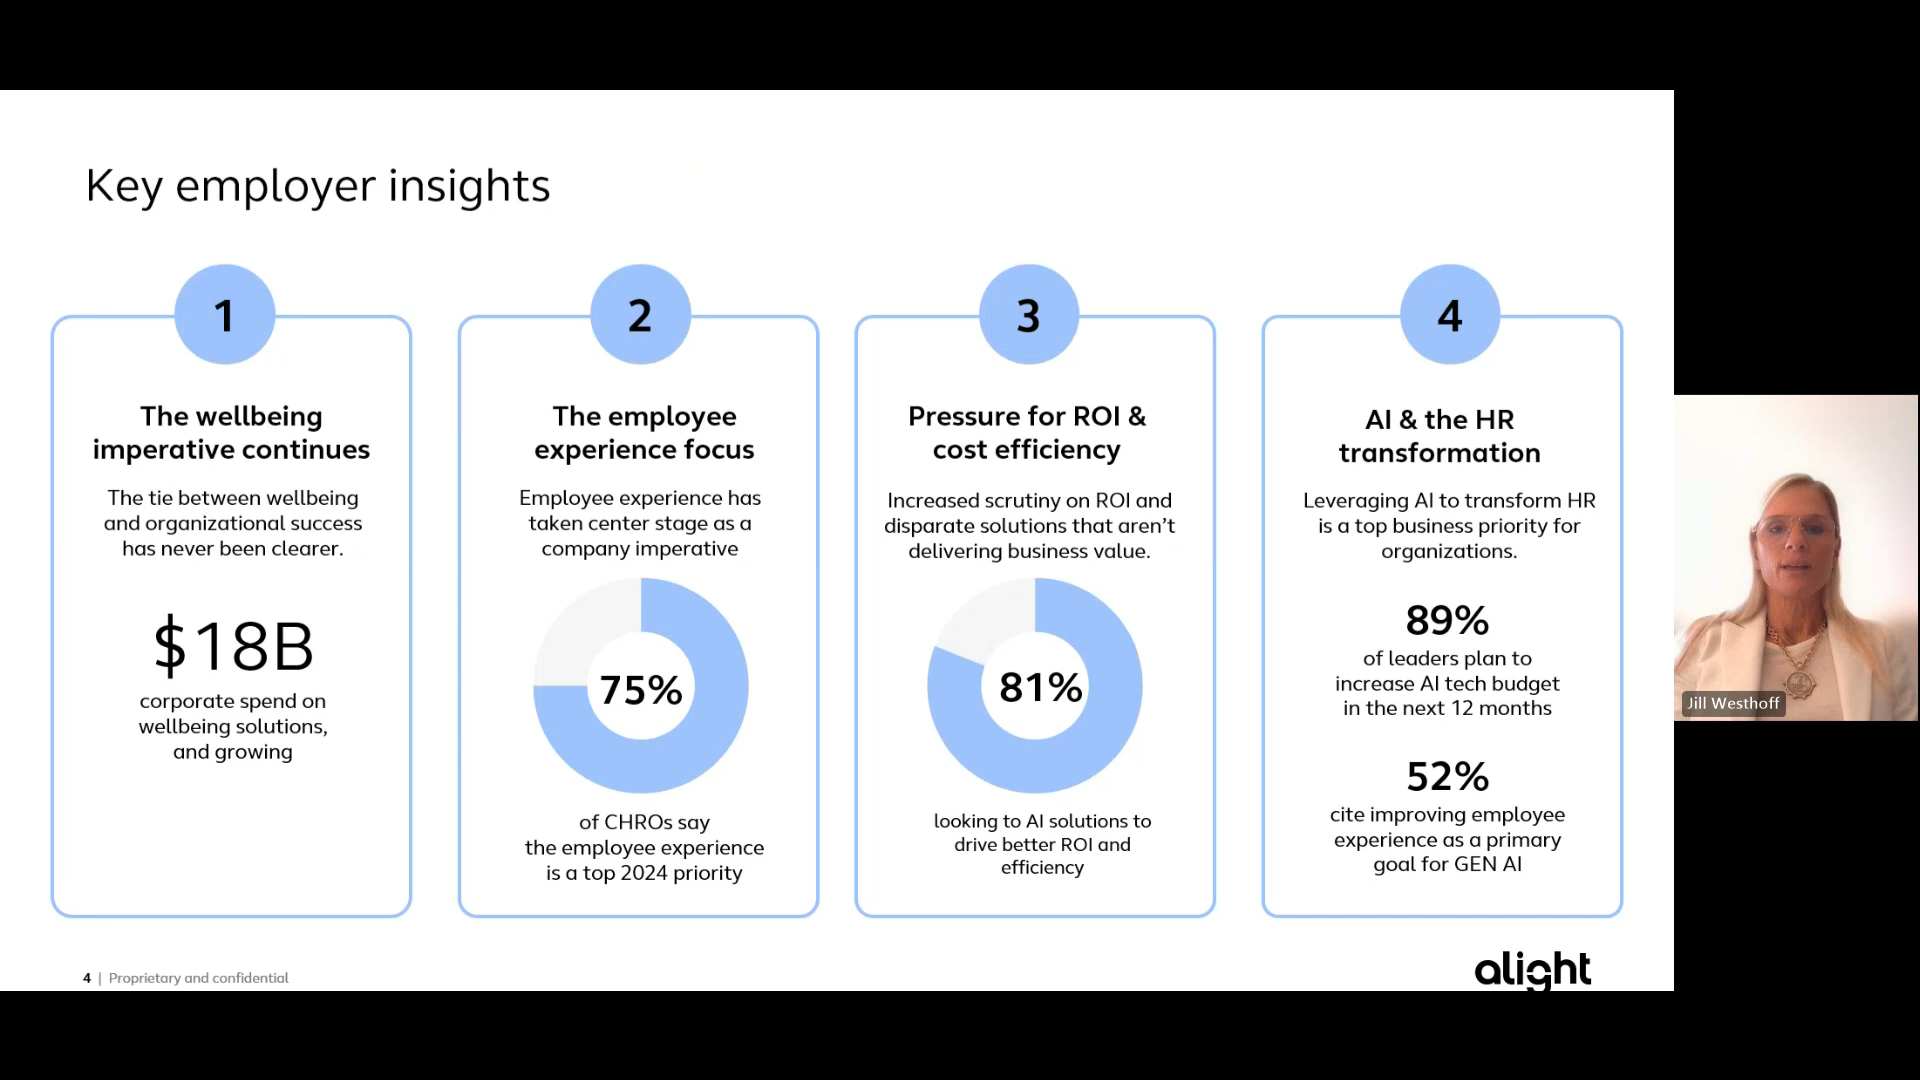 Key employer insights
1
The wellbeing
imperative continues
The tie between wellbeing
and organizational success
has never been clearer.
$18B
corporate spend on
wellbeing solutions,
and growing
2
The employee
experience focus
Employee experience has
taken center stage as a
company imperative
75%
of CHROs say
the employee experience
is a top 2024 priority
3
Pressure for ROI &
cost efficiency
Increased scrutiny on ROI and
disparate solutions that aren’t
delivering business value.
81%
looking to AI solutions to
drive better ROI and
efficiency
4
AI & the HR
transformation
Leveraging AI to transform HR
is a top business priority for
organizations.
89%
of leaders plan to
increase AI tech budget
in the next 12 months
52%
cite improving employee
experience as a primary
goal for GEN AI
Jill Westhoff
4 | Proprietary and confidential
alight